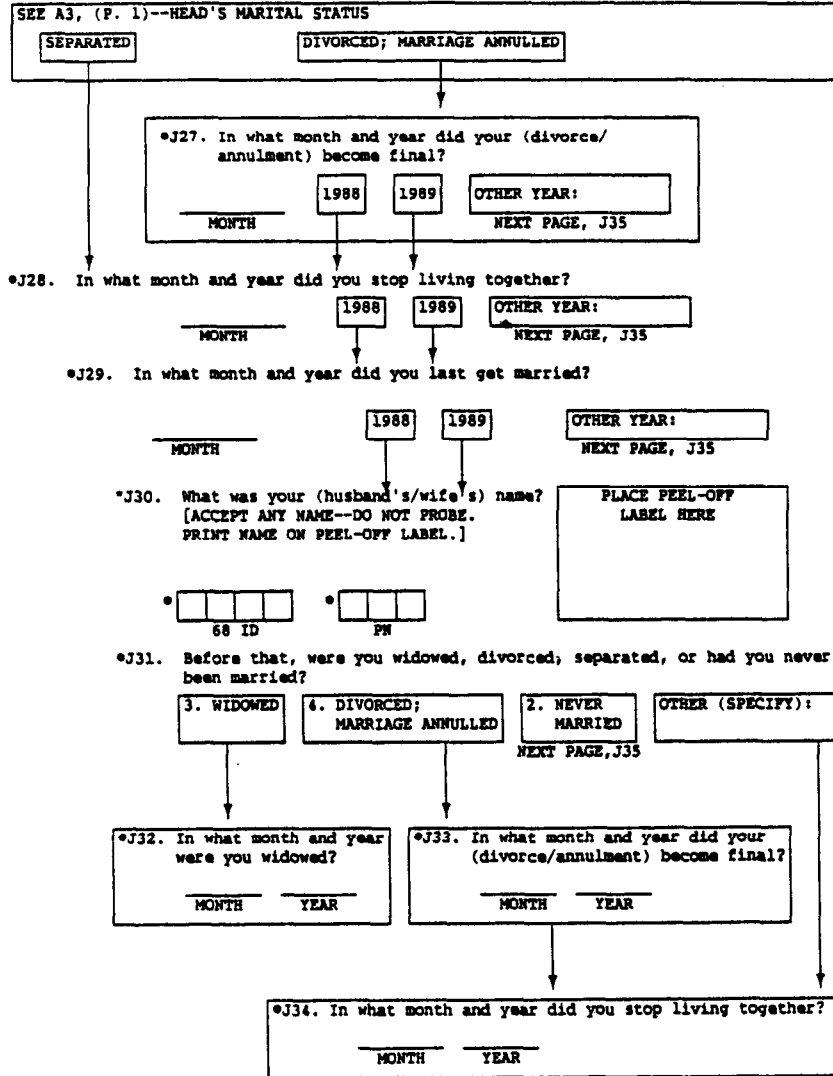 SEE A3, (P. 1)--HEAD'S MARITAL STATUS
SEPARATED DIVORCED; MARRIAGE ANNULLED
•J27. In what month and year did your (divorce/
annulment) become final?
1988 1989 OTHER YEAR:
MONTH NEXT PAGE, J35
•J28. In what month and year did you stop living together?
1988 1989 OTHER YEAR:
MONTH NEXT PAGE, J35
•J29. In what month and year did you last get married?
1988 1989 OTHER YEAR:
MONTH NEXT PAGE, J35
*J30. What was your (husband's/wife's) name?
[ACCEPT ANY NAME--DO NOT PROBE.
PRINT NAME ON PEEL-OFF LABEL.]
PLACE PEEL-OFF
LABEL HERE
• •
68 ID PN
•J31. Before that, were you widowed, divorced, separated, or had you never
been married?
3. WIDOWED 4. DIVORCED; 2. NEVER OTHER (SPECIFY):
MARRIAGE ANNULLED MARRIED
NEXT PAGE,J35
•J32. In what month and year
were you widowed?
MONTH YEAR
•J33. In what month and year did your
(divorce/annulment) become final?
MONTH YEAR
•J34. In what month and year did you stop living together?
MONTH YEAR